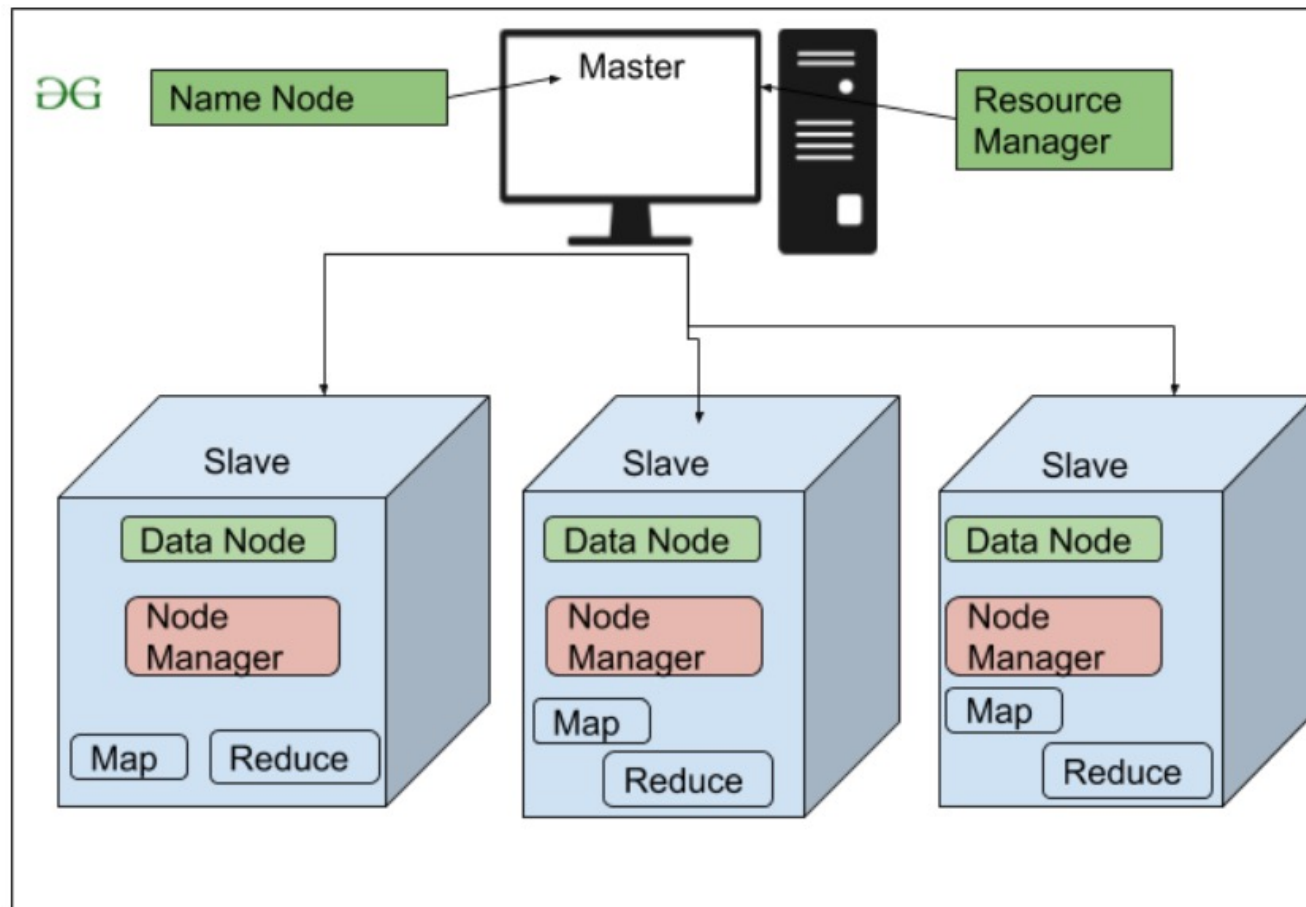 Master
Name Node
Resource
Manager
Slave
Slave
Slave
Data Node
Data Node
Data Node
Node
Manager
Node
Manager
Node
Manager
Map
Reduce
Map
Reduce
Map
Reduce